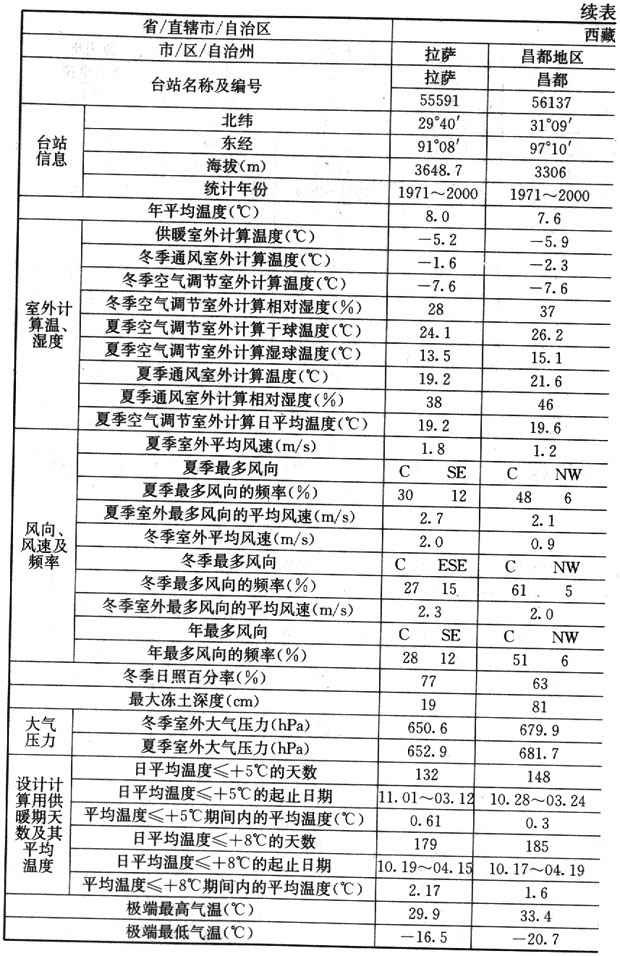 续表
省/直辖市/自治区 西藏
市/区/自治州 拉萨 昌都地区
台站名称及编号 拉萨 昌都
55591 56137
台站信息 北纬 29°40′ 31°09′
东经 91°08′ 97°10′
海拔(m) 3648.7 3306
统计年份 1971～2000 1971～2000
年平均温度(℃) 8.0 7.6
室外计算温、湿度 供暖室外计算温度(℃) －5.2 －5.9
冬季通风室外计算温度(℃) －1.6 －2.3
冬季空气调节室外计算温度(℃) －7.6 －7.6
冬季空气调节室外计算相对湿度(%) 28 37
夏季空气调节室外计算干球温度(℃) 24.1 26.2
夏季空气调节室外计算湿球温度(℃) 13.5 15.1
夏季通风室外计算温度(℃) 19.2 21.6
夏季通风室外计算相对湿度(%) 38 46
夏季空气调节室外计算日平均温度(℃) 19.2 19.6
风向、风速及频率 夏季室外平均风速(m/s) 1.8 1.2
夏季最多风向 C SE C NW
夏季最多风向的频率(%) 30 12 48 6
夏季室外最多风向的平均风速(m/s) 2.7 2.1
冬季室外平均风速(m/s) 2.0 0.9
冬季最多风向 C ESE C NW
冬季最多风向的频率(%) 27 15 61 5
冬季室外最多风向的平均风速(m/s) 2.3 2.0
年最多风向 C SE C NW
年最多风向的频率(%) 28 12 51 6
冬季日照百分率(%) 77 63
最大冻土深度(cm) 19 81
大气压力 冬季室外大气压力(hPa) 650.6 679.9
夏季室外大气压力(hPa) 652.9 681.7
设计计算用供暖期天数及其平均温度 日平均温度≤＋5℃的天数 132 148
日平均温度≤＋5℃的起止日期 11.01～03.12 10.28～03.24
平均温度≤＋5℃期间内的平均温度(℃) 0.61 0.3
日平均温度≤＋8℃的天数 179 185
日平均温度≤＋8℃的起止日期 10.19～04.15 10.17～04.19
平均温度≤＋8℃期间内的平均温度(℃) 2.17 1.6
极端最高气温(℃) 29.9 33.4
极端最低气温(℃) －16.5 －20.7